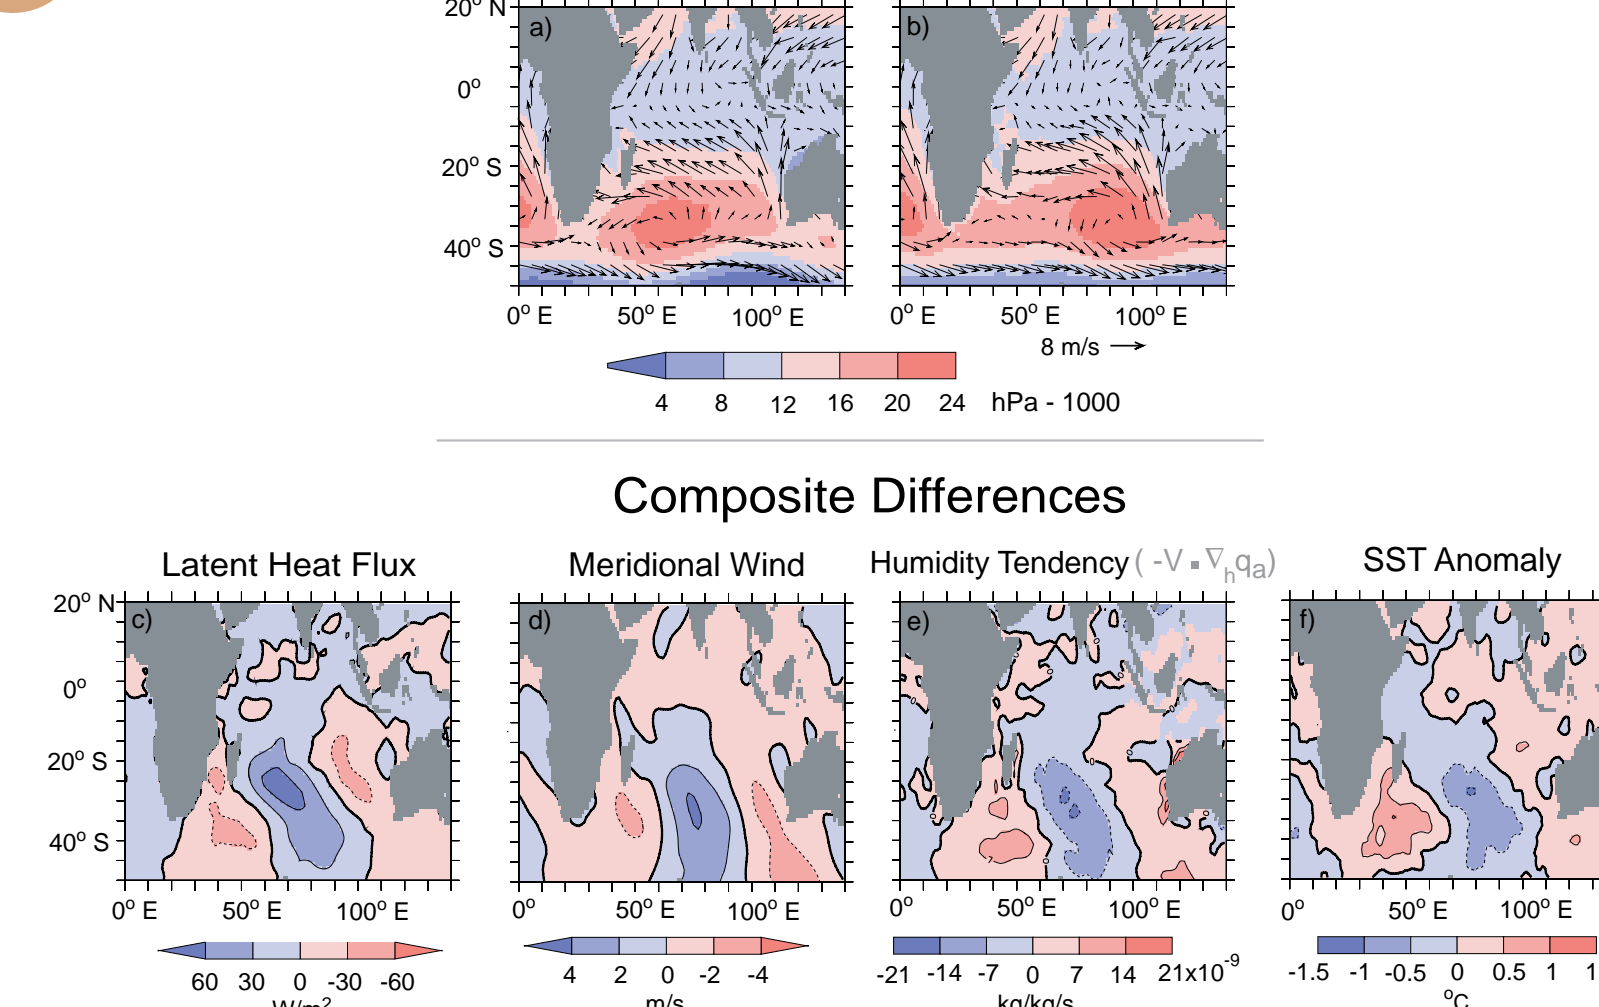 20° N
a)
b)
0°
20° S
40° S
0° E 50° E 100° E
0° E 50° E 100° E
8 m/s
4 8 12 16 20 24 hPa - 1000
Composite Differences
Latent Heat Flux
Meridional Wind
Humidity Tendency ( -V ▪ ∇hqa)
SST Anomaly
20° N
c)
d)
e)
f)
0°
20° S
40° S
0° E 50° E 100° E
0° E 50° E 100° E
0° 50° E 100° E
0° 50° E 100° E
60 30 0 -30 -60
W/m²
4 2 0 -2 -4
m/s
-21 -14 -7 0 7 14 21x10⁻⁹
kg/kg/s
-1.5 -1 -0.5 0 0.5 1 1
°C